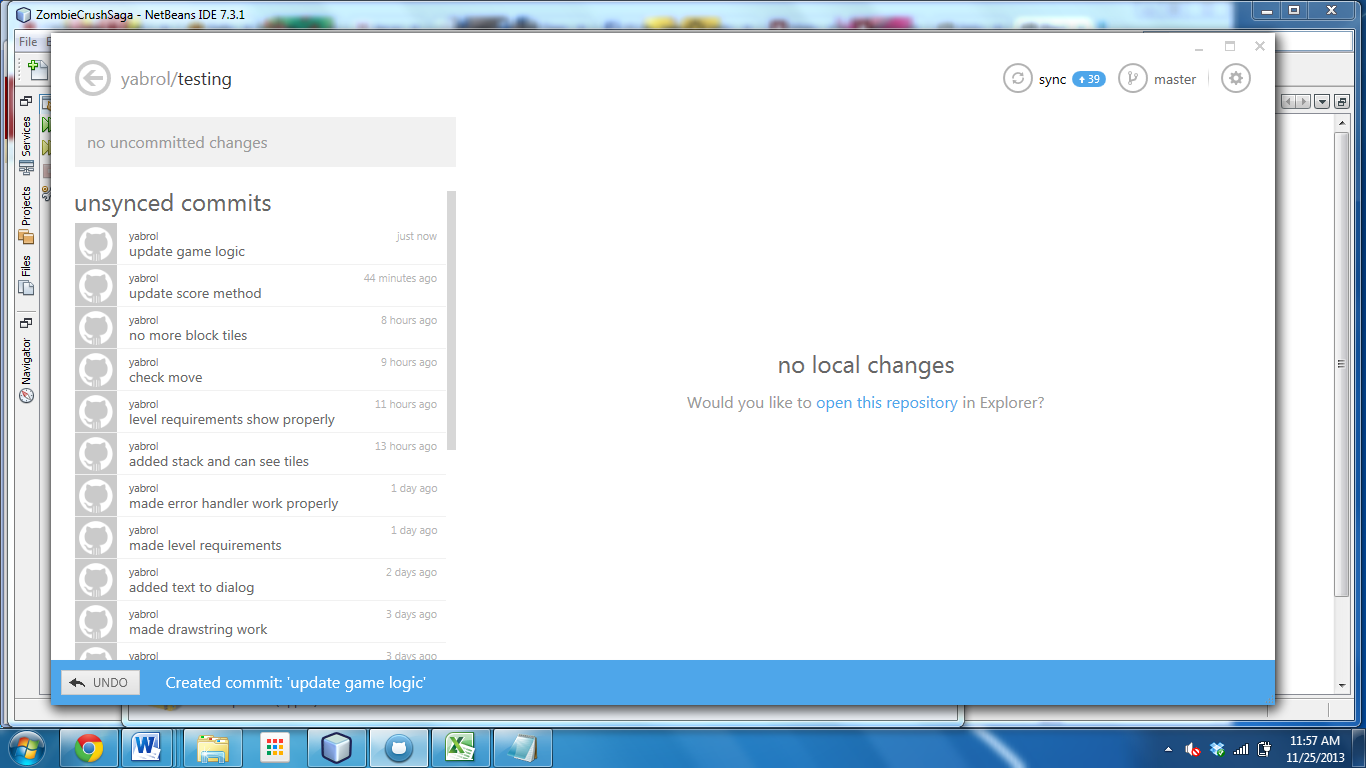 ZombieCrushSaga - NetBeans IDE 7.3.1
File
yabrol/testing
sync 39 master
no uncommitted changes
unsynced commits
yabrol just now
update game logic
yabrol 44 minutes ago
update score method
yabrol 8 hours ago
no more block tiles
yabrol 9 hours ago
check move
yabrol 11 hours ago
level requirements show properly
yabrol 13 hours ago
added stack and can see tiles
yabrol 1 day ago
made error handler work properly
yabrol 1 day ago
made level requirements
yabrol 2 days ago
added text to dialog
yabrol 3 days ago
made drawstring work
yabrol 3 days ago
no local changes
Would you like to open this repository in Explorer?
UNDO Created commit: 'update game logic'
Services
Projects
Files
Navigator
11:57 AM
11/25/2013